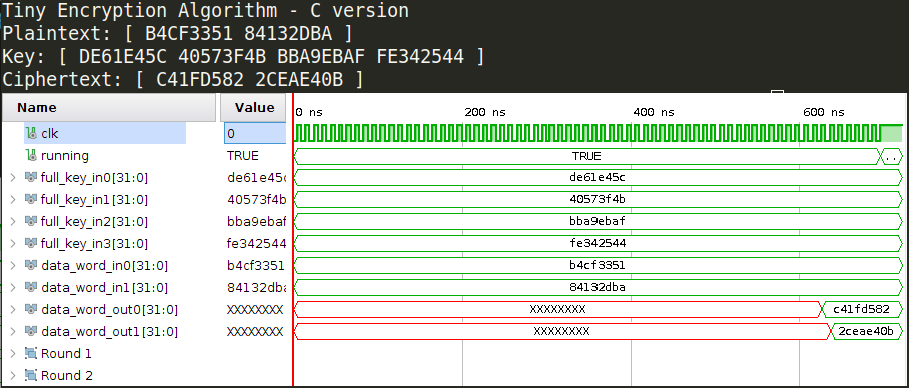 Tiny Encryption Algorithm - C version
Plaintext: [ B4CF3351 84132DBA ]
Key: [ DE61E45C 40573F4B BBA9EBAF FE342544 ]
Ciphertext: [ C41FD582 2CEAE40B ]
Name Value 0 ns 200 ns 400 ns 600 ns
clk 0
running TRUE TRUE ..
full_key_in0[31:0] de61e45c de61e45c
full_key_in1[31:0] 40573f4b 40573f4b
full_key_in2[31:0] bba9ebaf bba9ebaf
full_key_in3[31:0] fe342544 fe342544
data_word_in0[31:0] b4cf3351 b4cf3351
data_word_in1[31:0] 84132dba 84132dba
data_word_out0[31:0] XXXXXXXX XXXXXXXX c41fd582
data_word_out1[31:0] XXXXXXXX XXXXXXXX 2ceae40b
Round 1
Round 2